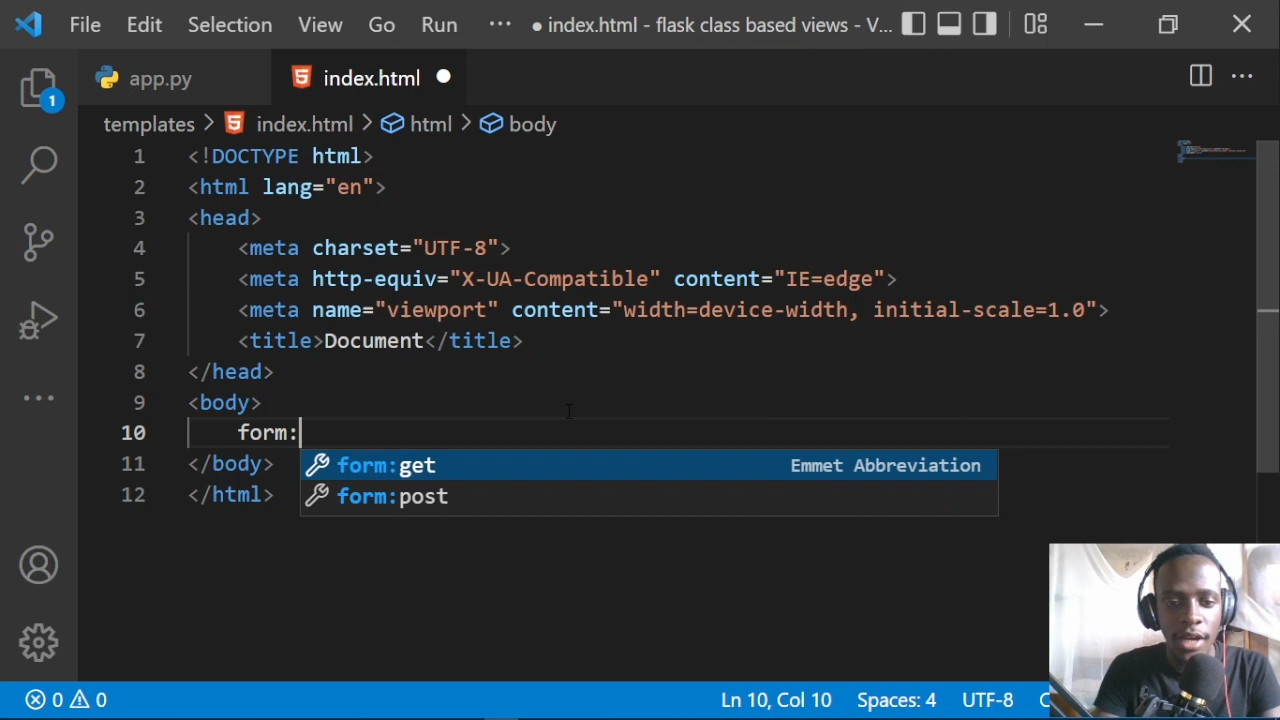 File Edit Selection View Go Run ··· ● index.html - flask class based views - V...
app.py index.html ●
templates > index.html > html > body
1 <!DOCTYPE html>
2 <html lang="en">
3 <head>
4 <meta charset="UTF-8">
5 <meta http-equiv="X-UA-Compatible" content="IE=edge">
6 <meta name="viewport" content="width=device-width, initial-scale=1.0">
7 <title>Document</title>
8 </head>
9 <body>
10 form:
form:get Emmet Abbreviation
11 </body>
form:post
12 </html>
1
0 0 Ln 10, Col 10 Spaces: 4 UTF-8